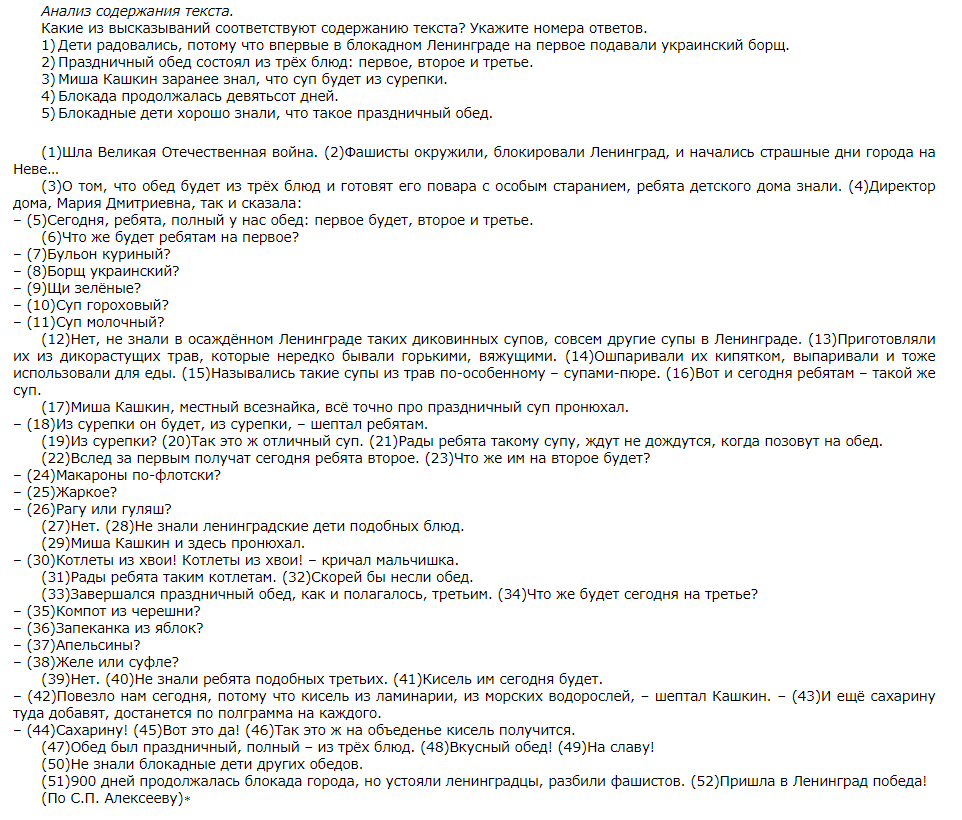 Анализ содержания текста.
Какие из высказываний соответствуют содержанию текста? Укажите номера ответов.
1) Дети радовались, потому что впервые в блокадном Ленинграде на первое подавали украинский борщ.
2) Праздничный обед состоял из трёх блюд: первое, второе и третье.
3) Миша Кашкин заранее знал, что суп будет из сурепки.
4) Блокада продолжалась девятьсот дней.
5) Блокадные дети хорошо знали, что такое праздничный обед.
(1)Шла Великая Отечественная война. (2)Фашисты окружили, блокировали Ленинград, и начались страшные дни города на
Неве...
(3)О том, что обед будет из трёх блюд и готовят его повара с особым старанием, ребята детского дома знали. (4)Директор
дома, Мария Дмитриевна, так и сказала:
– (5)Сегодня, ребята, полный у нас обед: первое будет, второе и третье.
(6)Что же будет ребятам на первое?
– (7)Бульон куриный?
– (8)Борщ украинский?
– (9)Щи зелёные?
– (10)Суп гороховый?
– (11)Суп молочный?
(12)Нет, не знали в осаждённом Ленинграде таких диковинных супов, совсем другие супы в Ленинграде. (13)Приготовляли
их из дикорастущих трав, которые нередко бывали горькими, вяжущими. (14)Ошпаривали их кипятком, выпаривали и тоже
использовали для еды. (15)Назывались такие супы из трав по-особенному – супами-пюре. (16)Вот и сегодня ребятам – такой же
суп.
(17)Миша Кашкин, местный всезнайка, всё точно про праздничный суп пронюхал.
– (18)Из сурепки он будет, из сурепки, – шептал ребятам.
(19)Из сурепки? (20)Так это ж отличный суп. (21)Рады ребята такому супу, ждут не дождутся, когда позовут на обед.
(22)Вслед за первым получат сегодня ребята второе. (23)Что же им на второе будет?
– (24)Макароны по-флотски?
– (25)Жаркое?
– (26)Рагу или гуляш?
(27)Нет. (28)Не знали ленинградские дети подобных блюд.
(29)Миша Кашкин и здесь пронюхал.
– (30)Котлеты из хвои! Котлеты из хвои! – кричал мальчишка.
(31)Рады ребята таким котлетам. (32)Скорей бы несли обед.
(33)Завершался праздничный обед, как и полагалось, третьим. (34)Что же будет сегодня на третье?
– (35)Компот из черешни?
– (36)Запеканка из яблок?
– (37)Апельсины?
– (38)Желе или суфле?
(39)Нет. (40)Не знали ребята подобных третьих. (41)Кисель им сегодня будет.
– (42)Повезло нам сегодня, потому что кисель из ламинарии, из морских водорослей, – шептал Кашкин. – (43)И ещё сахарину
туда добавят, достанется по полграмма на каждого.
– (44)Сахарину! (45)Вот это да! (46)Так это ж на объеденье кисель получится.
(47)Обед был праздничный, полный – из трёх блюд. (48)Вкусный обед! (49)На славу!
(50)Не знали блокадные дети других обедов.
(51)900 дней продолжалась блокада города, но устояли ленинградцы, разбили фашистов. (52)Пришла в Ленинград победа!
(По С.П. Алексееву)*